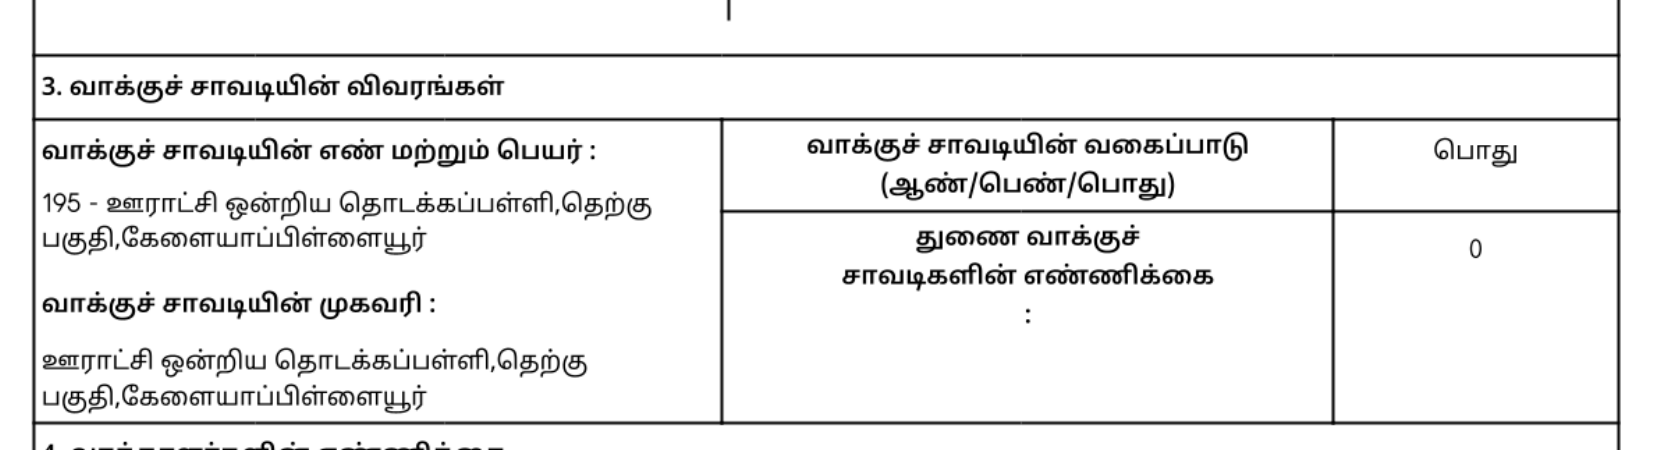 3. வாக்குச் சாவடியின் விவரங்கள்
வாக்குச் சாவடியின் எண் மற்றும் பெயர் :
195 - ஊராட்சி ஒன்றிய தொடக்கப்பள்ளி,தெற்கு
பகுதி,கேளையாப்பிள்ளையூர்
வாக்குச் சாவடியின் முகவரி :
ஊராட்சி ஒன்றிய தொடக்கப்பள்ளி,தெற்கு
பகுதி,கேளையாப்பிள்ளையூர்
வாக்குச் சாவடியின் வகைப்பாடு
(ஆண்/பெண்/பொது)
பொது
துணை வாக்குச்
சாவடிகளின் எண்ணிக்கை
:
0